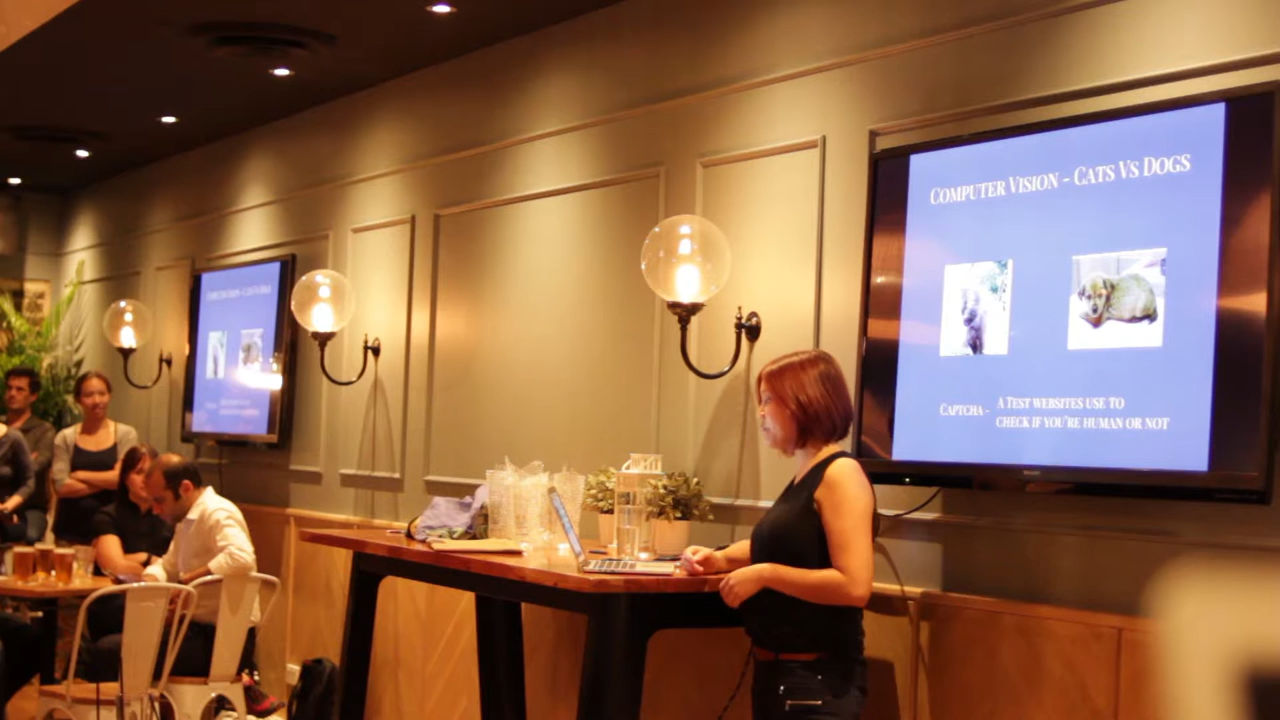 Computer Vision - Cats Vs Dogs
Captcha - A Test websites use to
check if you're human or not